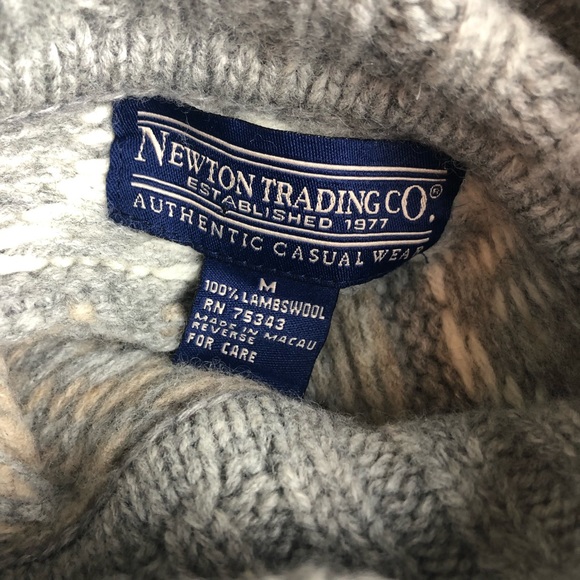 NEWTON TRADING CO.®
ESTABLISHED 1977
AUTHENTIC CASUAL WEAR
M
100% LAMBSWOOL
RN 75343
MADE IN MACAU
REVERSE
FOR CARE